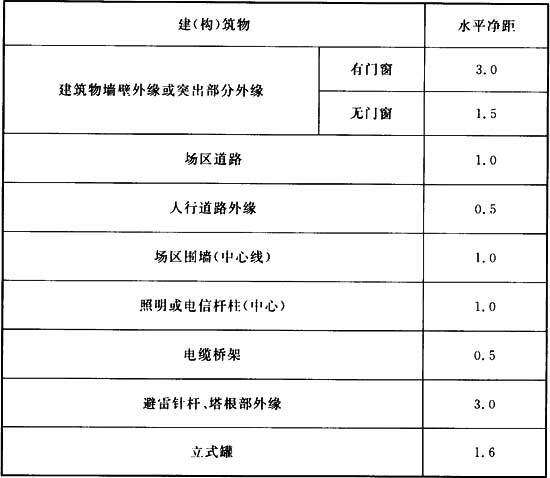 建(构)筑物 水平净距
建筑物墙壁外缘或突出部分外缘 有门窗 3.0
无门窗 1.5
场区道路 1.0
人行道路外缘 0.5
场区围墙(中心线) 1.0
照明或电信杆柱(中心) 1.0
电缆桥架 0.5
避雷针杆、塔根部外缘 3.0
立式罐 1.6